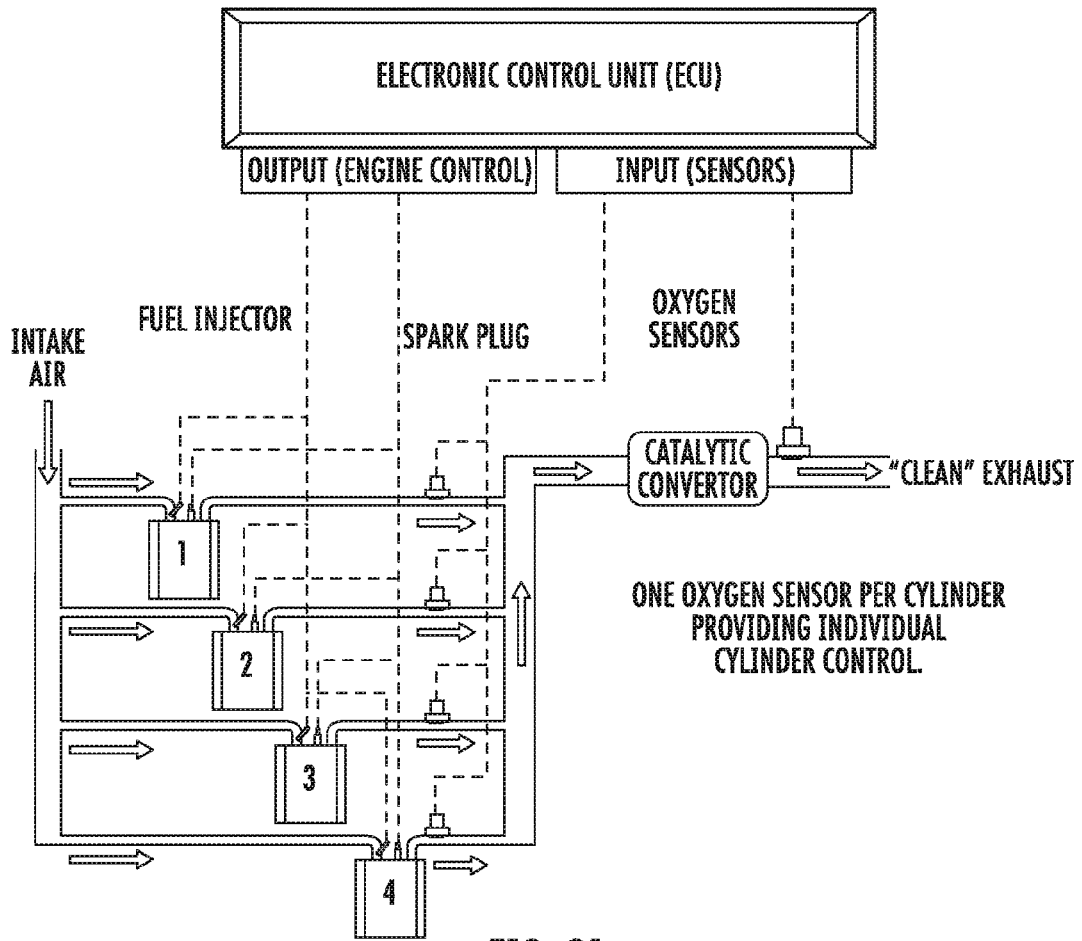 ELECTRONIC CONTROL UNIT (ECU)
OUTPUT (ENGINE CONTROL)
INPUT (SENSORS)
FUEL INJECTOR
SPARK PLUG
OXYGEN
SENSORS
INTAKE
AIR
CATALYTIC
CONVERTOR
"CLEAN" EXHAUST
1
2
3
4
ONE OXYGEN SENSOR PER CYLINDER
PROVIDING INDIVIDUAL
CYLINDER CONTROL.